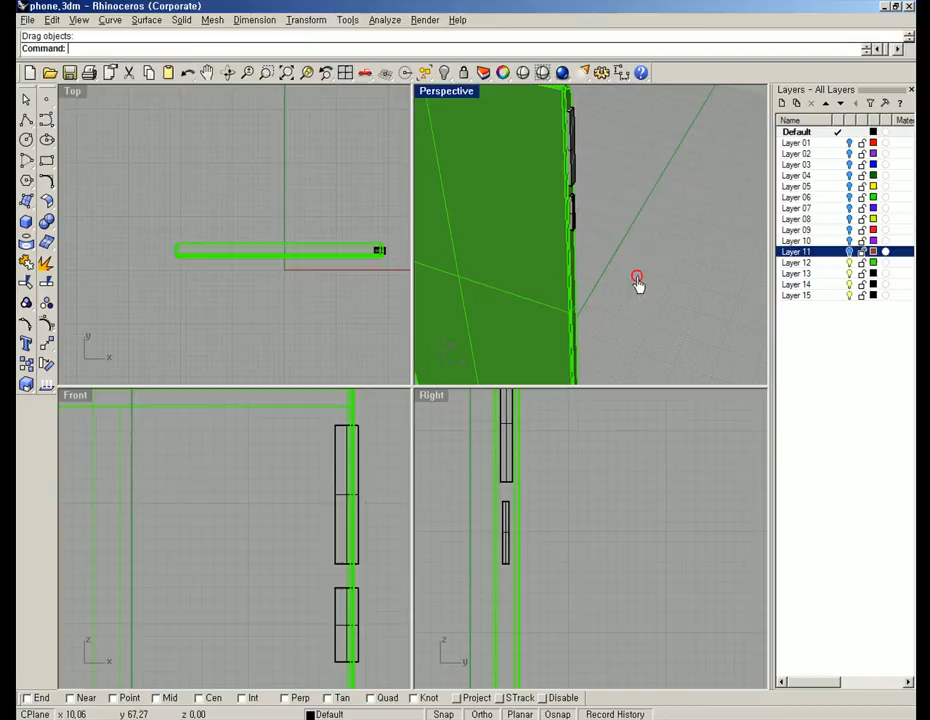 phone.3dm - Rhinoceros (Corporate)
File Edit View Curve Surface Solid Mesh Dimension Transform Tools Analyze Render Help
Drag objects:
Command:
Layers - All Layers
Top
Perspective
Name Mate
Default
Layer 01
Layer 02
Layer 03
Layer 04
Layer 05
Layer 06
Layer 07
Layer 08
Layer 09
Layer 10
Layer 11
Layer 12
Layer 13
Layer 14
Layer 15
y
x
Front
Right
z
x
z
y
End Near Point Mid Cen Int Perp Tan Quad Knot Project STrack Disable
CPlane x 10,06 y 67,27 z 0,00 Default Snap Ortho Planar Osnap Record History